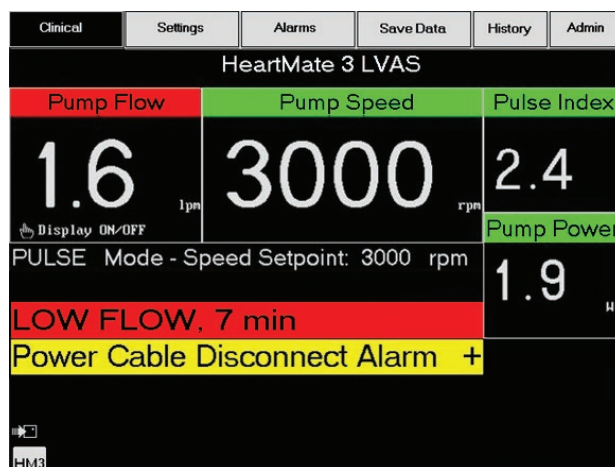 Clinical Settings Alarms Save Data History Admin
HeartMate 3 LVAS
Pump Flow Pump Speed Pulse Index
1.6 lpm 3000 rpm 2.4
Display ON/OFF
Pump Power
PULSE Mode - Speed Setpoint: 3000 rpm
1.9 W
LOW FLOW, 7 min
Power Cable Disconnect Alarm +
HM3